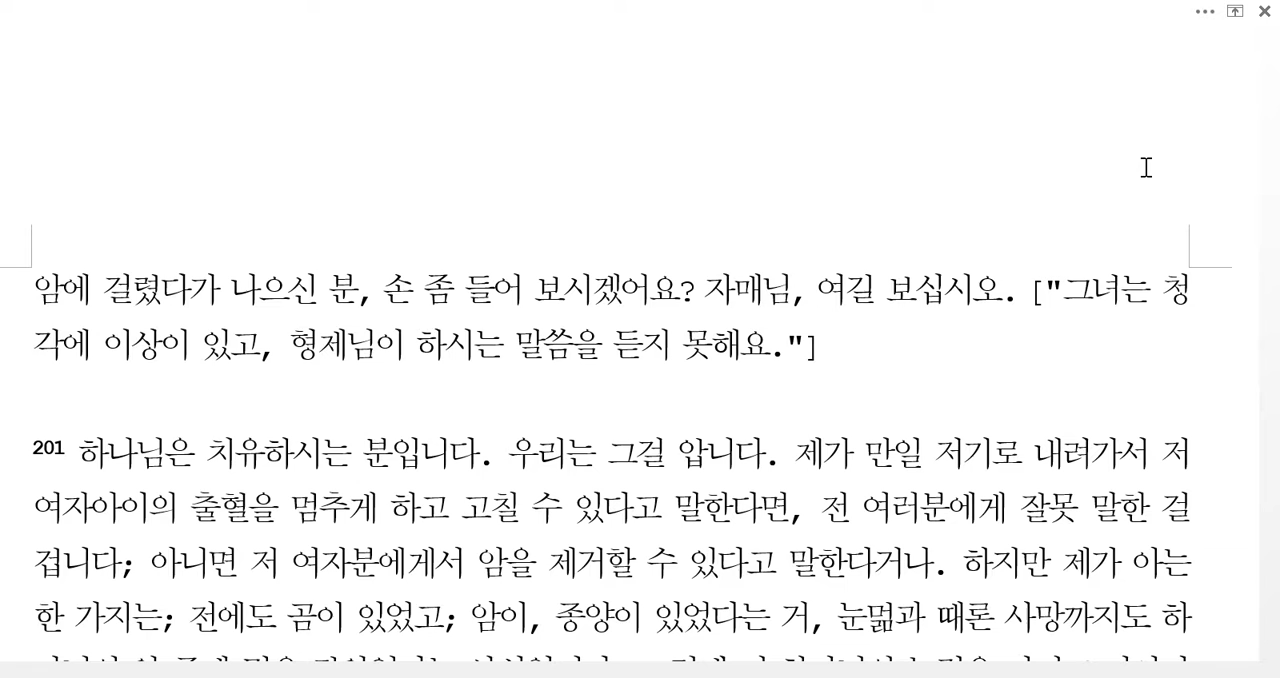 암에 걸렸다가 나으신 분, 손 좀 들어 보시겠어요? 자매님, 여길 보십시오. ["그녀는 청
각에 이상이 있고, 형제님이 하시는 말씀을 듣지 못해요."]
201 하나님은 치유하시는 분입니다. 우리는 그걸 압니다. 제가 만일 저기로 내려가서 저
여자아이의 출혈을 멈추게 하고 고칠 수 있다고 말한다면, 전 여러분에게 잘못 말한 걸
겁니다; 아니면 저 여자분에게서 암을 제거할 수 있다고 말한다거나. 하지만 제가 아는
한 가지는; 전에도 곰이 있었고; 암이, 종양이 있었다는 거, 눈멂과 때론 사망까지도 하